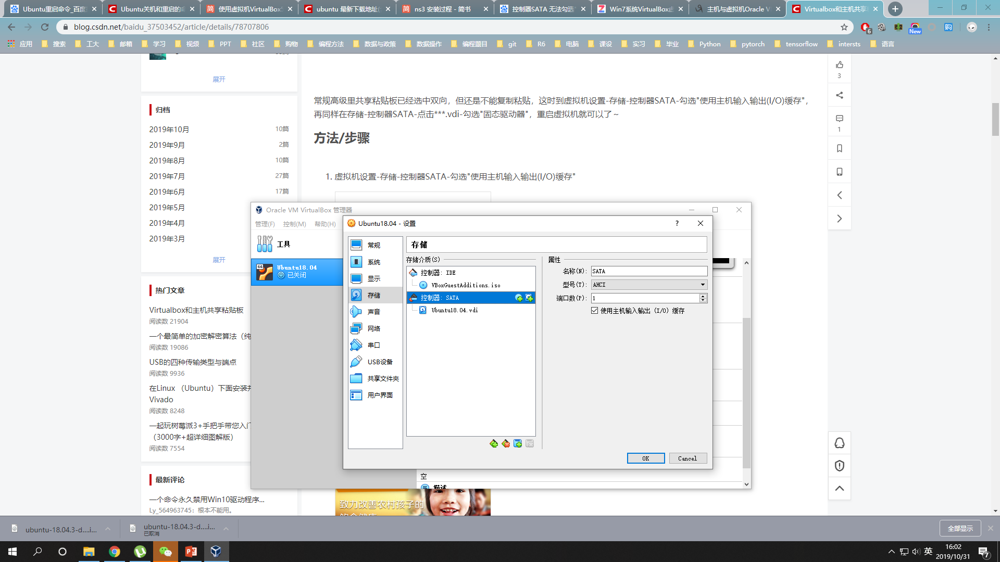 Ubuntu重启命令_百度
Ubuntu关机和重启的命
使用虚拟机VirtualBox
ubuntu 最新下载地址
ns3 安装过程 - 简书
控制器SATA 无法勾选
Win7系统VirtualBox虚
主机与虚拟机Oracle V
Virtualbox和主机共享
blog.csdn.net/baidu_37503452/article/details/78707806
6
New
应用
搜索
工大
邮箱
学习
视频
PPT
社区
购物
编程方法
数据与政策
数据操作
编程题目
git
R6
电脑
课设
实习
毕业
Python
pytorch
tensorflow
intersts
语言
展开
归档
2019年10月 10篇
2019年9月 2篇
2019年8月 10篇
2019年7月 27篇
2019年6月 17篇
2019年5月
2019年4月
2019年3月
展开
热门文章
Virtualbox和主机共享粘贴板
阅读数 21904
一个最简单的加密解密算法（纯
阅读数 19086
USB的四种传输类型与端点
阅读数 9936
在Linux （Ubuntu）下面安装并
Vivado
阅读数 8248
一起玩树莓派3+手把手带您入门
（3000字+超详细图解版）
阅读数 7554
最新评论
一个命令永久禁用Win10驱动程序...
Ly_564963745：根本不能用。
常规高级里共享粘贴板已经选中双向，但还是不能复制粘贴，这时到虚拟机设置-存储-控制器SATA-勾选"使用主机输入输出(I/O)缓存"，
再同样在存储-控制器SATA-点击***.vdi-勾选"固态驱动器"，重启虚拟机就可以了～
方法/步骤
1. 虚拟机设置-存储-控制器SATA-勾选"使用主机输入输出(I/O)缓存"
3
1
Oracle VM VirtualBox 管理器
管理(F) 控制(M) 帮助(H)
工具
64
Ubuntu18.04
已关闭
Ubuntu18.04 - 设置
?
常规
系统
显示
存储
声音
网络
串口
USB设备
共享文件夹
用户界面
存储
存储介质(S)
控制器: IDE
VBoxGuestAdditions.iso
控制器: SATA
Ubuntu18.04.vdi
属性
名称(N): SATA
型号(T): AHCI
端口数(P): 1
使用主机输入输出 (I/O) 缓存
OK
Cancel
空
描述
致力改善农村孩子的
ubuntu-18.04.3-d....i...
ubuntu-18.04.3-d....i...
已取消
全部显示
英
16:02
2019/10/31
7